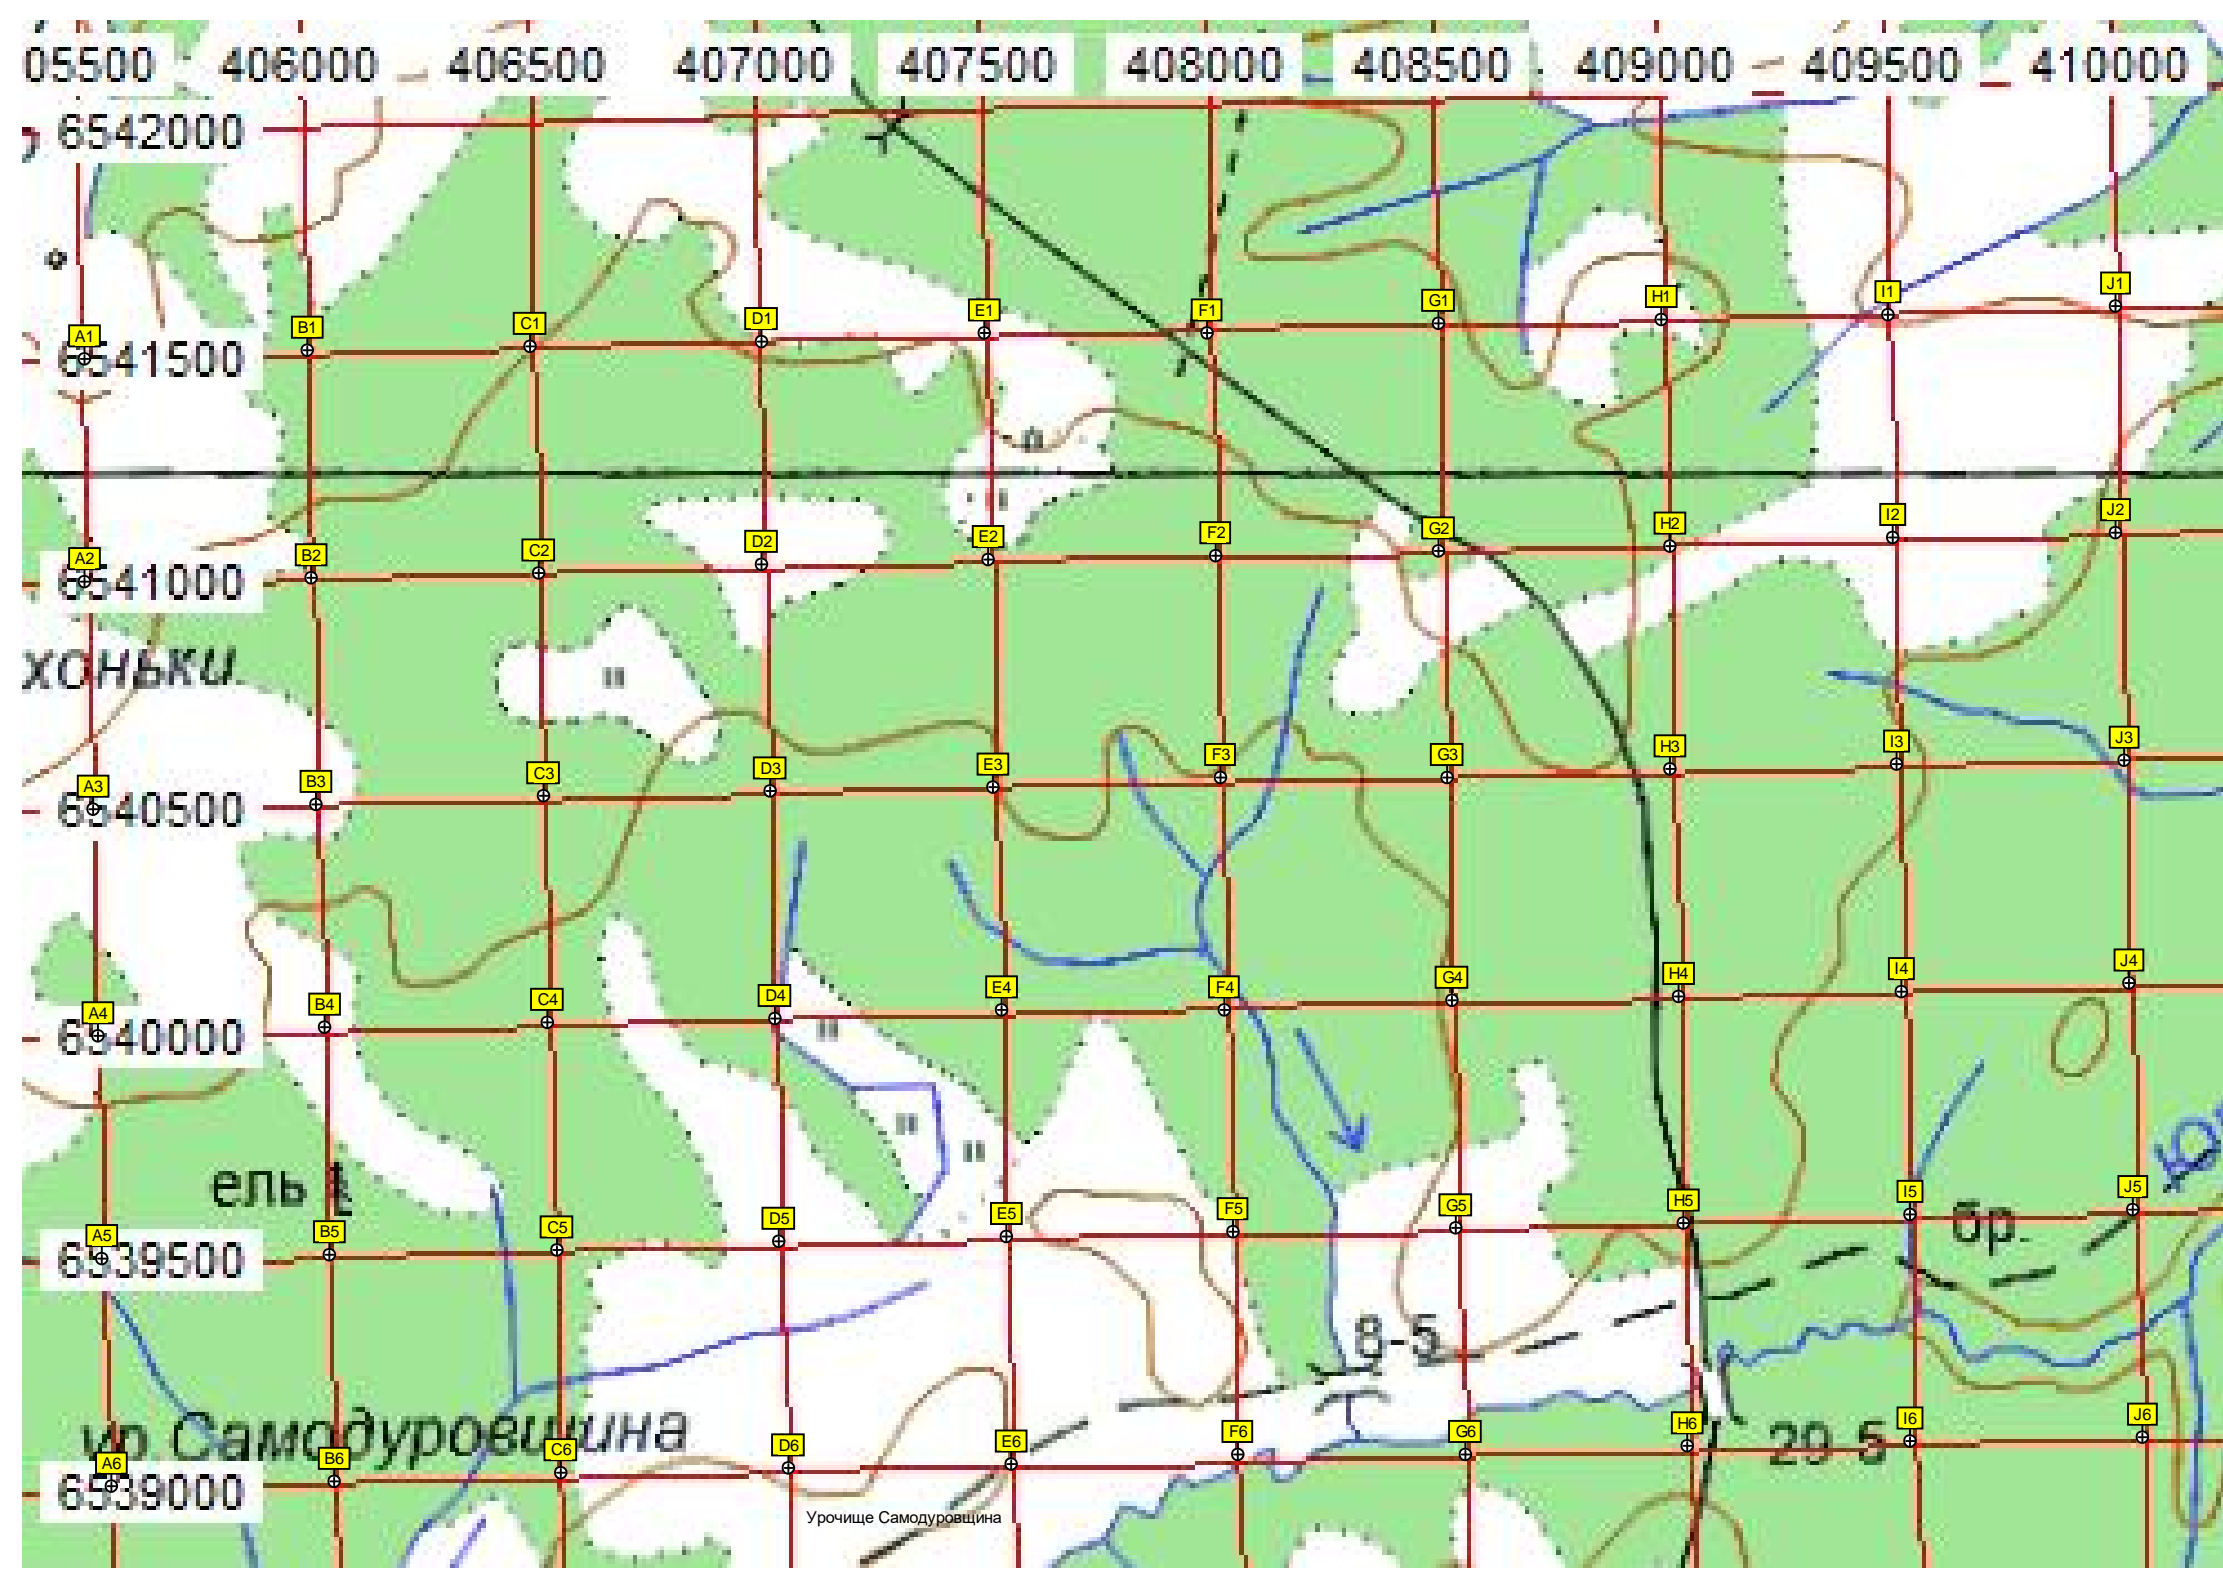 05500 406000 406500 407000 407500 408000 408500 409000 409500 410000
6542000
A1 B1 C1 D1 E1 F1 G1 H1 I1 J1
6541500
A2 B2 C2 D2 E2 F2 G2 H2 I2 J2
6541000
хоньки
A3 B3 C3 D3 E3 F3 G3 H3 I3 J3
6540500
A4 B4 C4 D4 E4 F4 G4 H4 I4 J4
6540000
ель
A5 B5 C5 D5 E5 F5 G5 H5 I5 J5
бр.
6539500
8-5
ур. Самодуровщина
29-5
A6 B6 C6 D6 E6 F6 G6 H6 I6 J6
6539000
Урочище Самодуровщина